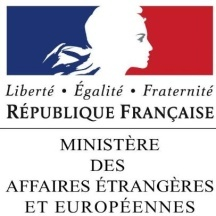 Liberté • Égalité • Fraternité
RÉPUBLIQUE FRANÇAISE
MINISTÈRE
DES
AFFAIRES ÉTRANGÈRES
ET EUROPÉENNES